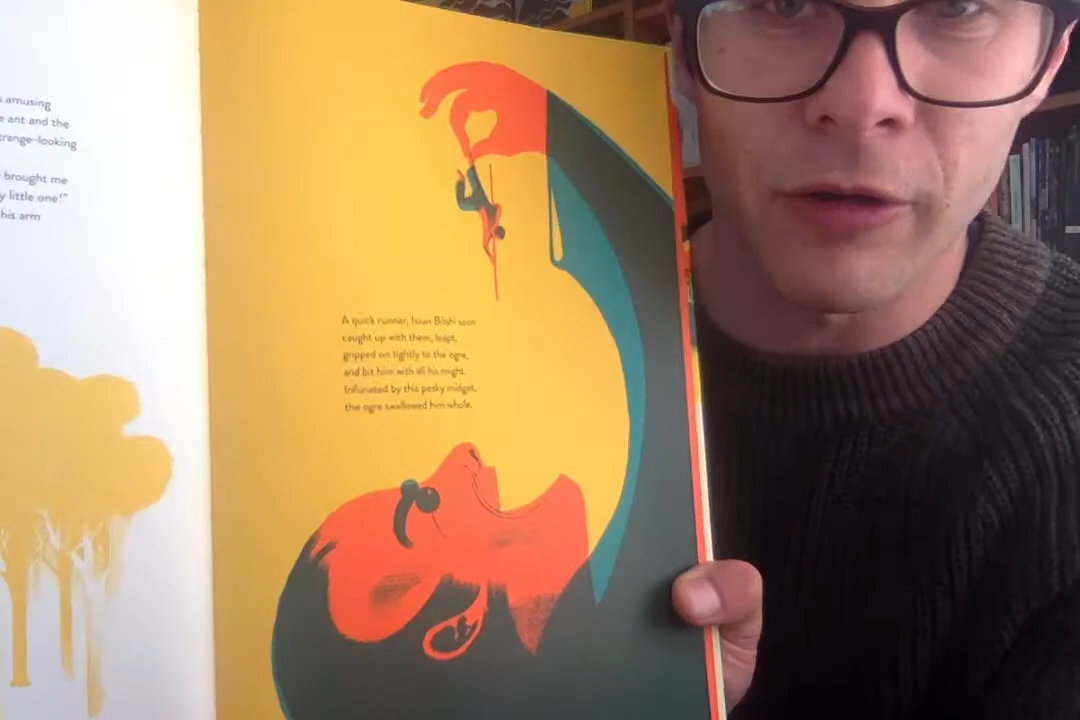 amusing
ant and the
trange-looking
brought me
little one!"
his arm
A quick runner, Issun Bôshi soon
caught up with them, leapt,
gripped on tightly to the ogre,
and bit him with all his might.
Infuriated by this pesky midget,
the ogre swallowed him whole.